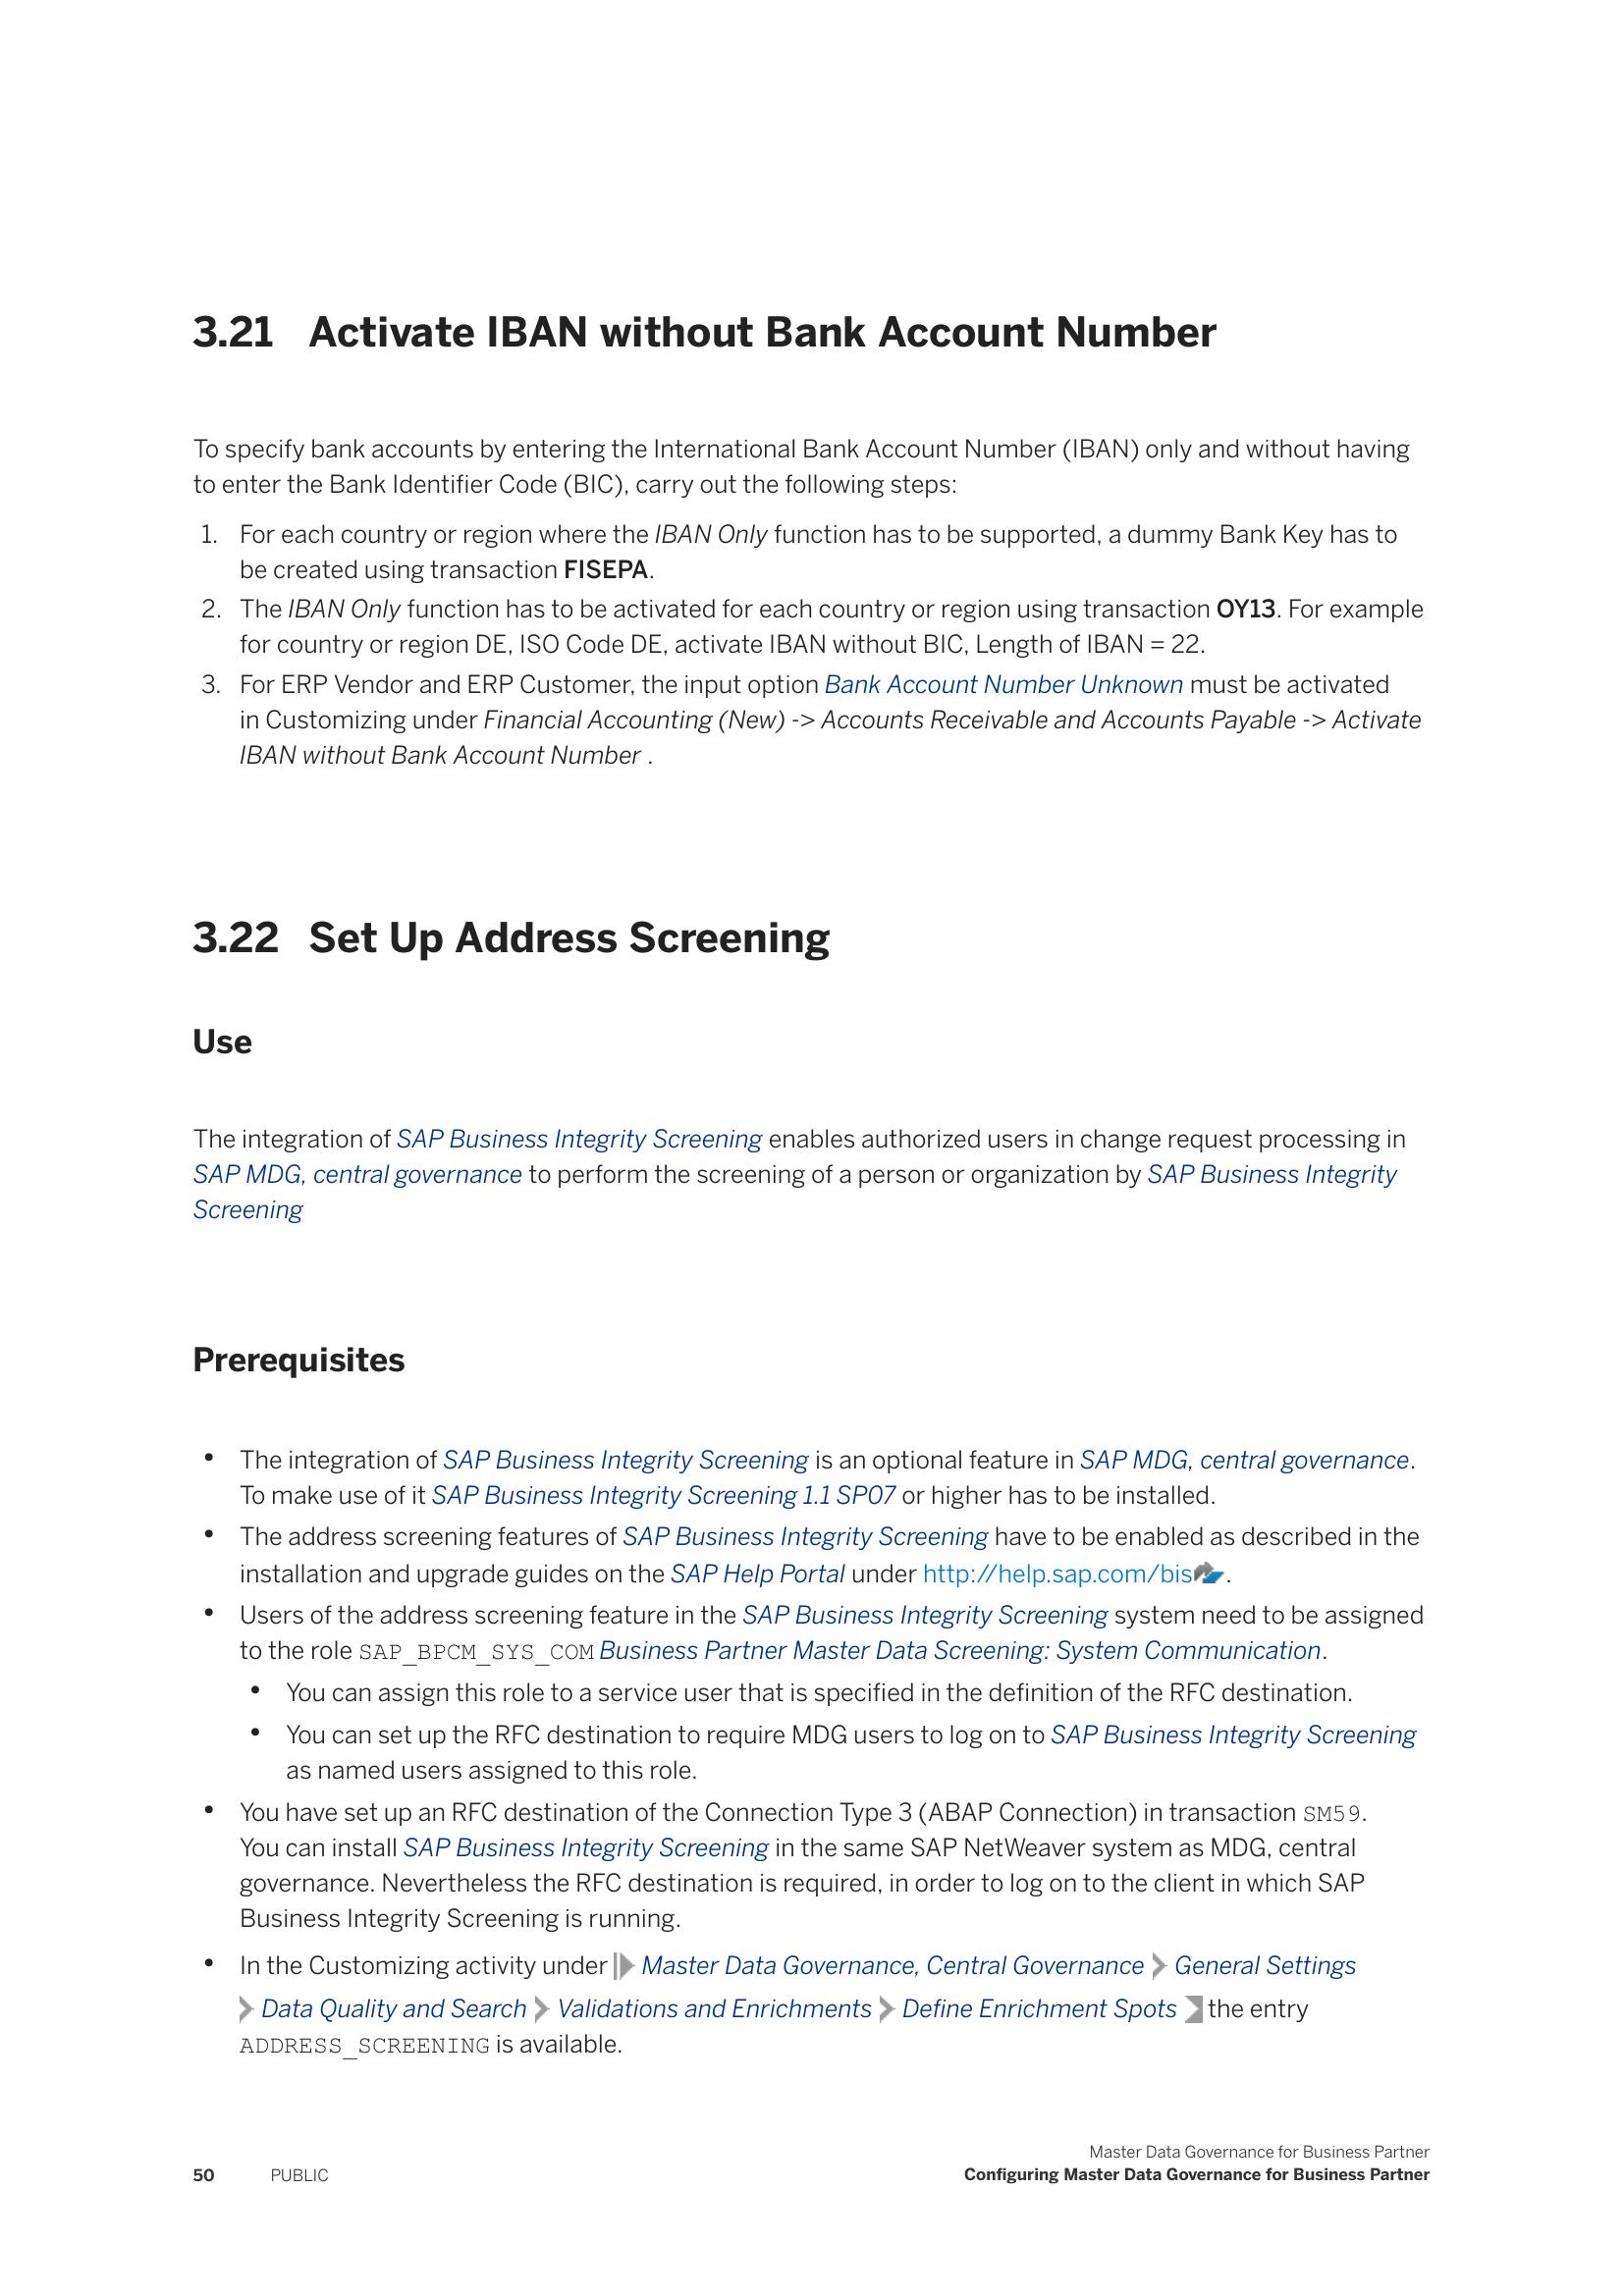 3.21 Activate IBAN without Bank Account Number
To specify bank accounts by entering the International Bank Account Number (IBAN) only and without having
to enter the Bank Identifier Code (BIC), carry out the following steps:
1. For each country or region where the IBAN Only function has to be supported, a dummy Bank Key has to
be created using transaction FISEPA.
2. The IBAN Only function has to be activated for each country or region using transaction OY13. For example
for country or region DE, ISO Code DE, activate IBAN without BIC, Length of IBAN = 22.
3. For ERP Vendor and ERP Customer, the input option Bank Account Number Unknown must be activated
in Customizing under Financial Accounting (New) -> Accounts Receivable and Accounts Payable -> Activate
IBAN without Bank Account Number .
3.22 Set Up Address Screening
Use
The integration of SAP Business Integrity Screening enables authorized users in change request processing in
SAP MDG, central governance to perform the screening of a person or organization by SAP Business Integrity
Screening
Prerequisites
• The integration of SAP Business Integrity Screening is an optional feature in SAP MDG, central governance.
To make use of it SAP Business Integrity Screening 1.1 SP07 or higher has to be installed.
• The address screening features of SAP Business Integrity Screening have to be enabled as described in the
installation and upgrade guides on the SAP Help Portal under http://help.sap.com/bis.
• Users of the address screening feature in the SAP Business Integrity Screening system need to be assigned
to the role SAP_BPCM_SYS_COM Business Partner Master Data Screening: System Communication.
• You can assign this role to a service user that is specified in the definition of the RFC destination.
• You can set up the RFC destination to require MDG users to log on to SAP Business Integrity Screening
as named users assigned to this role.
• You have set up an RFC destination of the Connection Type 3 (ABAP Connection) in transaction SM59.
You can install SAP Business Integrity Screening in the same SAP NetWeaver system as MDG, central
governance. Nevertheless the RFC destination is required, in order to log on to the client in which SAP
Business Integrity Screening is running.
• In the Customizing activity under Master Data Governance, Central Governance General Settings
Data Quality and Search Validations and Enrichments Define Enrichment Spots the entry
ADDRESS_SCREENING is available.
Master Data Governance for Business Partner
50 PUBLIC Configuring Master Data Governance for Business Partner